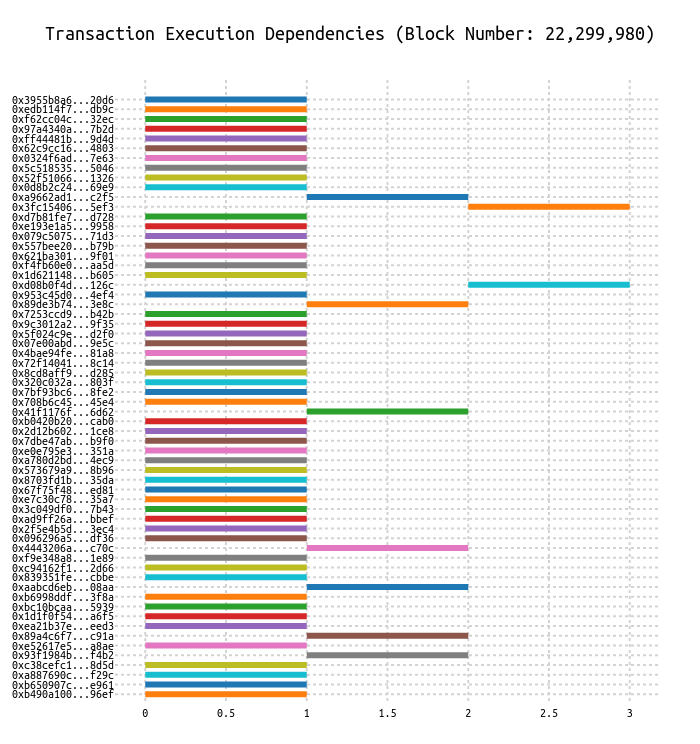 Transaction Execution Dependencies (Block Number: 22,299,980)
0x3955b8a6...20d6
0xedb114f7...db9c
0xf62cc04c...32ec
0x97a4340a...7b2d
0xff44481b...9d4d
0x62c9cc16...4803
0x0324f6ad...7e63
0x5c518535...5046
0x52f51066...1326
0x0d8b2c24...69e9
0xa9662ad1...c2f5
0x3fc15406...5ef3
0xd7b81fe7...d728
0xe193e1a5...9958
0x079c5075...71d3
0x557bee20...b79b
0x621ba301...9f01
0xf4fb60e0...aa5d
0x1d621148...b605
0xd08b0f4d...126c
0x953c45d0...4ef4
0x89de3b74...3e8c
0x7253ccd9...b42b
0x9c3012a2...9f35
0x5f024c9e...d2f0
0x07e00abd...9e5c
0x4bae94fe...81a8
0x72f14041...8c14
0x8cd8aff9...d285
0x320c032a...803f
0x7bf93bc6...8fe2
0x708b6c45...45e4
0x41f1176f...6d62
0xb0420b20...cab0
0x2d12b602...1ce8
0x7dbe47ab...b9f0
0xe0e795e3...351a
0xa780d2bd...4ec9
0x573679a9...8b96
0x8703fd1b...35da
0x67f75f48...ed81
0xe7c30c78...35a7
0x3c049df0...7b43
0xad9ff26a...bbef
0x2f5e4b5d...3ec4
0x096296a5...df36
0x4443206a...c70c
0xf9e348a8...1e89
0xc94162f1...2d66
0x839351fe...cbbe
0xaabcd6eb...08aa
0xb6998ddf...3f8a
0xbc10bcaa...5939
0x1d1f0f54...a6f5
0xea21b37e...eed3
0x89a4c6f7...c91a
0xe52617e5...a8ae
0x93f1984b...f4b2
0xc38cefc1...8d5d
0xa887690c...f29c
0xb650907c...e961
0xb490a100...96ef
0 0.5 1 1.5 2 2.5 3